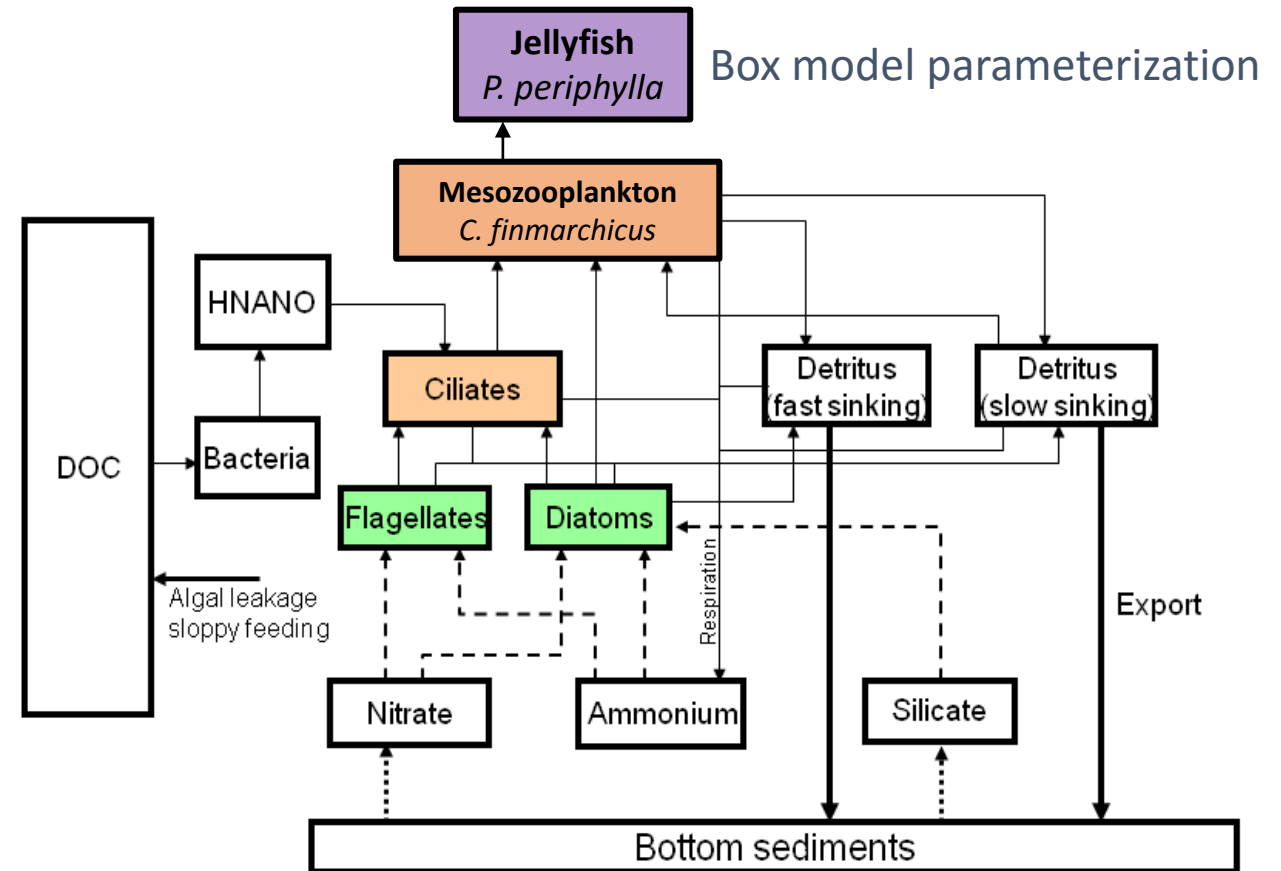 Jellyfish
P. periphylla
Box model parameterization
Mesozooplankton
C. finmarchicus
HNANO
Ciliates
Detritus
(fast sinking)
Detritus
(slow sinking)
DOC
Bacteria
Flagellates
Diatoms
Respiration
Algal leakage
sloppy feeding
Export
Nitrate
Ammonium
Silicate
Bottom sediments